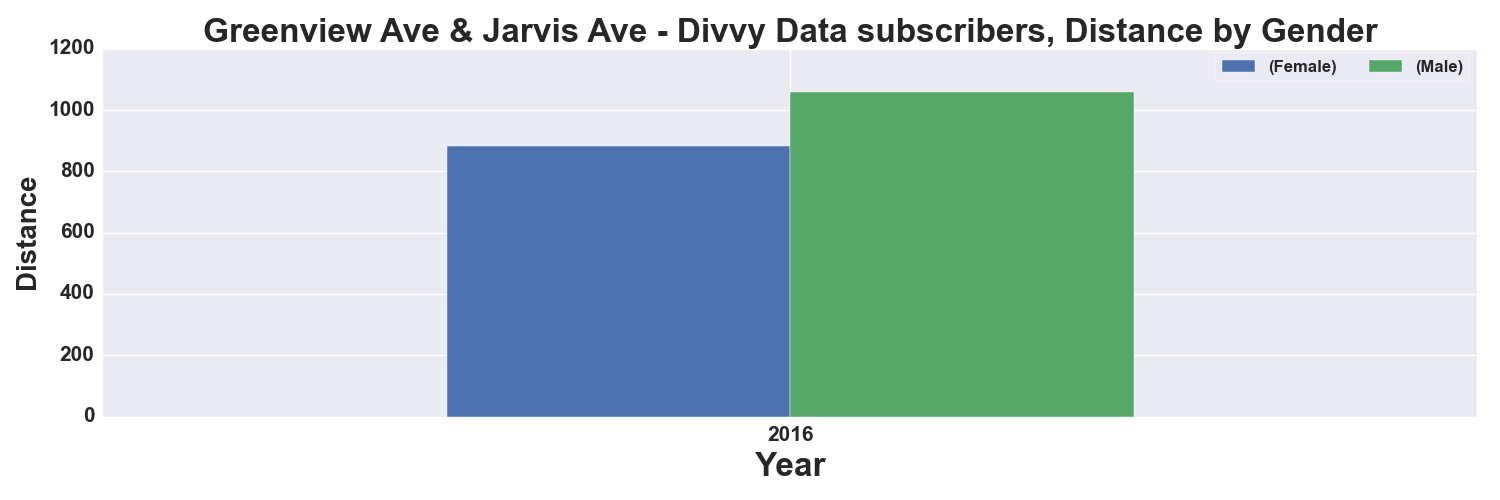 Greenview Ave & Jarvis Ave - Divvy Data subscribers, Distance by Gender
(Female) (Male)
1200
1000
800
600
400
200
0
Distance
2016
Year